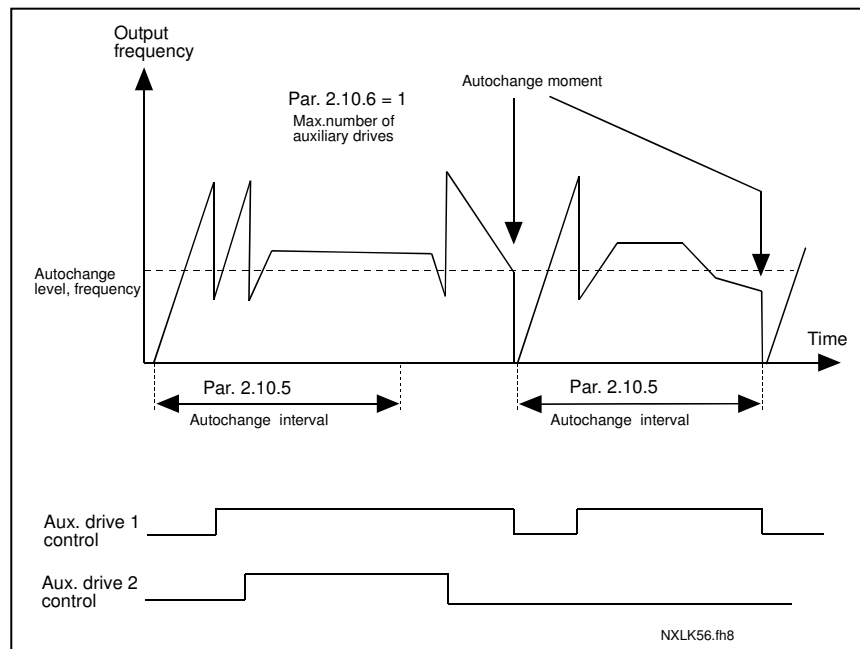 Output
frequency
Autochange moment
Par. 2.10.6 = 1
Max.number of
auxiliary drives
Autochange
level, frequency
Time
Par. 2.10.5
Par. 2.10.5
Autochange interval
Autochange interval
Aux. drive 1
control
Aux. drive 2
control
NXLK56.fh8